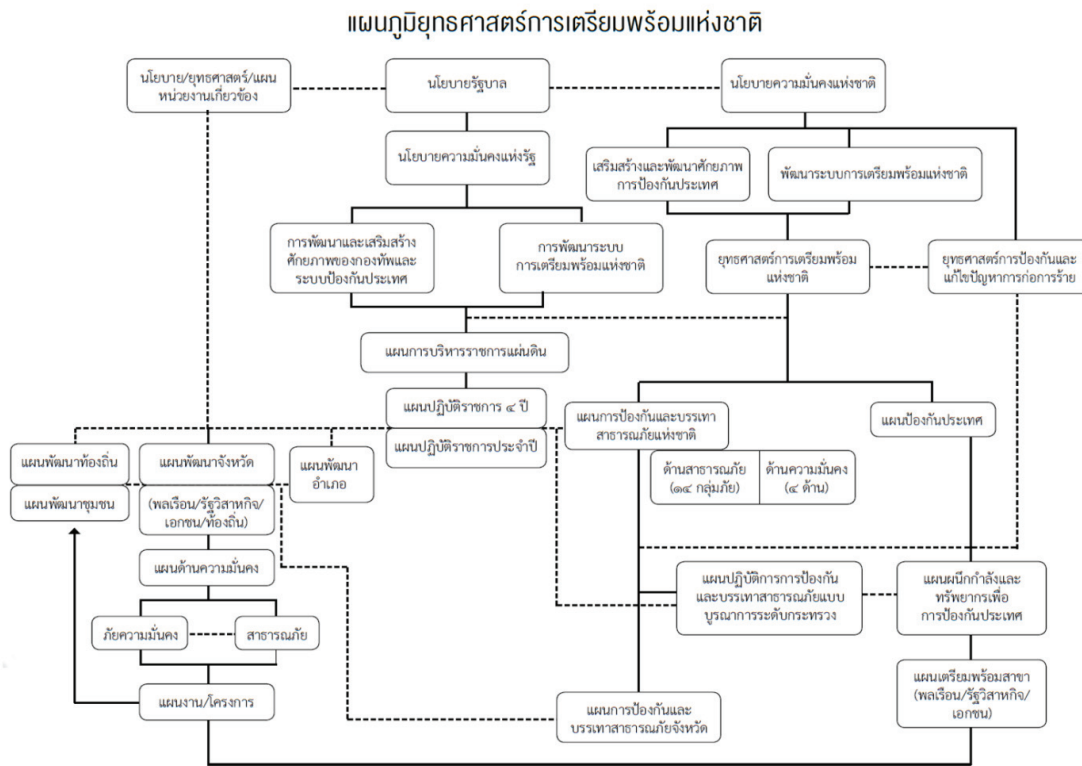 แผนภูมิยุทธศาสตร์การเตรียมพร้อมแห่งชาติ
นโยบาย/ยุทธศาสตร์/แผน
หน่วยงานเกี่ยวข้อง
นโยบายรัฐบาล
นโยบายความมั่นคงแห่งชาติ
นโยบายความมั่นคงแห่งรัฐ
เสริมสร้างและพัฒนาศักยภาพ
การป้องกันประเทศ
พัฒนาระบบการเตรียมพร้อมแห่งชาติ
การพัฒนาและเสริมสร้าง
ศักยภาพของกองทัพและ
ระบบป้องกันประเทศ
การพัฒนาระบบ
การเตรียมพร้อมแห่งชาติ
ยุทธศาสตร์การเตรียมพร้อม
แห่งชาติ
ยุทธศาสตร์การป้องกันและ
แก้ไขปัญหาการก่อการร้าย
แผนการบริหารราชการแผ่นดิน
แผนปฏิบัติราชการ ๔ ปี
แผนปฏิบัติราชการประจำปี
แผนการป้องกันและบรรเทา
สาธารณภัยแห่งชาติ
แผนป้องกันประเทศ
แผนพัฒนาท้องถิ่น
แผนพัฒนาชุมชน
แผนพัฒนาจังหวัด
(พลเรือน/รัฐวิสาหกิจ/
เอกชน/ท้องถิ่น)
แผนพัฒนา
อำเภอ
ด้านสาธารณภัย
(๑๔ กลุ่มภัย)
ด้านความมั่นคง
(๔ ด้าน)
แผนด้านความมั่นคง
แผนปฏิบัติการการป้องกัน
และบรรเทาสาธารณภัยแบบ
บูรณาการระดับกระทรวง
แผนผนึกกำลังและ
ทรัพยากรเพื่อ
การป้องกันประเทศ
ภัยความมั่นคง
สาธารณภัย
แผนงาน/โครงการ
แผนการป้องกันและ
บรรเทาสาธารณภัยจังหวัด
แผนเตรียมพร้อมสาขา
(พลเรือน/รัฐวิสาหกิจ/
เอกชน)